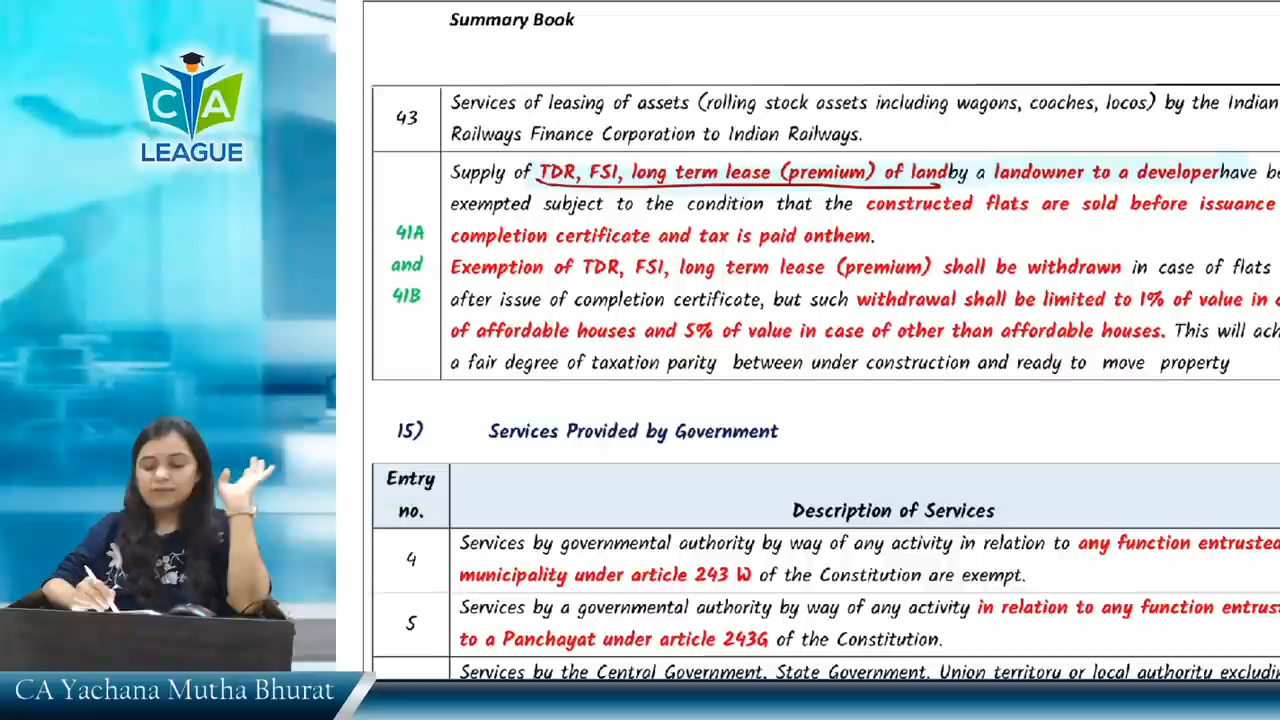 Summary Book
CA
LEAGUE
43
Services of leasing of assets (rolling stock assets including wagons, coaches, locos) by the Indian
Railways Finance Corporation to Indian Railways.
41A
and
41B
Supply of TDR, FSI, long term lease (premium) of landby a landowner to a developerhave be
exempted subject to the condition that the constructed flats are sold before issuance
completion certificate and tax is paid onthem.
Exemption of TDR, FSI, long term lease (premium) shall be withdrawn in case of flats
after issue of completion certificate, but such withdrawal shall be limited to 1% of value in
of affordable houses and 5% of value in case of other than affordable houses. This will ach
a fair degree of taxation parity between under construction and ready to move property
15) Services Provided by Government
Entry
no.
Description of Services
4
Services by governmental authority by way of any activity in relation to any function entrusted
municipality under article 243 W of the Constitution are exempt.
5
Services by a governmental authority by way of any activity in relation to any function entrus
to a Panchayat under article 243G of the Constitution.
Services by the Central Government, State Government, Union territory or local authority excludi
CA Yachana Mutha Bhurat